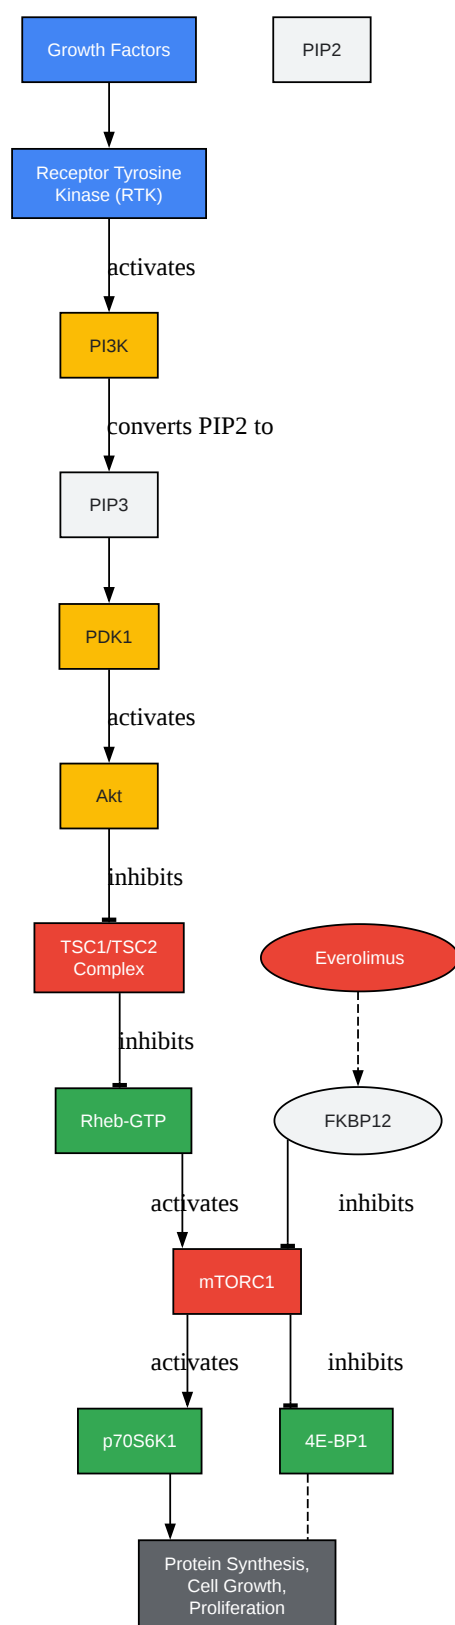 Growth Factors
PIP2
Receptor Tyrosine
Kinase (RTK)
activates
PI3K
converts PIP2 to
PIP3
PDK1
activates
Akt
inhibits
TSC1/TSC2
Complex
Everolimus
inhibits
Rheb-GTP
FKBP12
activates
inhibits
mTORC1
activates
inhibits
p70S6K1
4E-BP1
Protein Synthesis,
Cell Growth,
Proliferation